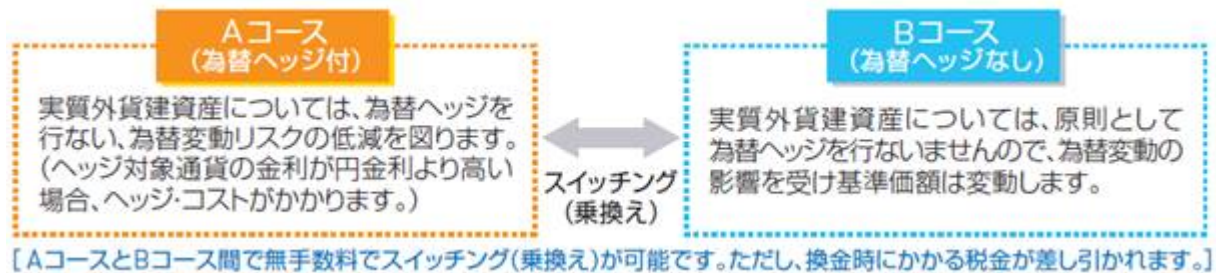 Aコース
(為替ヘッジ付)
実質外貨建資産については、為替ヘッジを
行ない、為替変動リスクの低減を図ります。
(ヘッジ対象通貨の金利が円金利より高い
場合、ヘッジ・コストがかかります。)
スイッチング
(乗換え)
Bコース
(為替ヘッジなし)
実質外貨建資産については、原則として
為替ヘッジを行ないませんので、為替変動の
影響を受け基準価額は変動します。
[AコースとBコース間で無手数料でスイッチング(乗換え)が可能です。ただし、換金時にかかる税金が差し引かれます。]